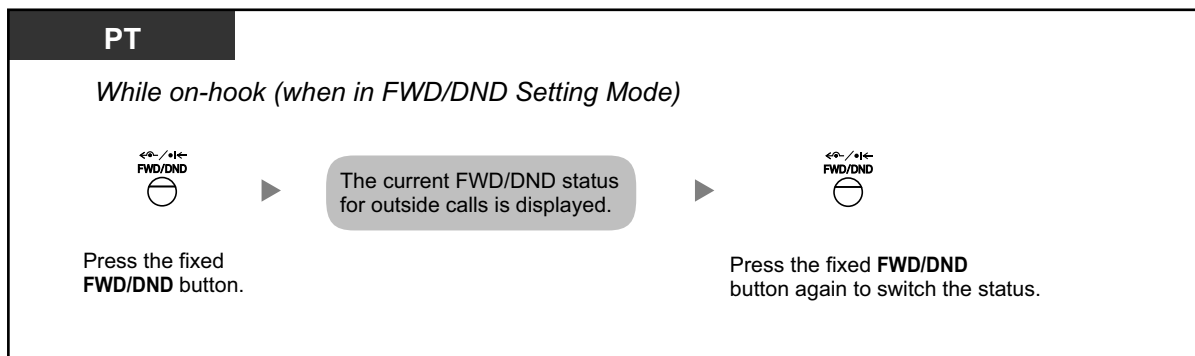 PT
While on-hook (when in FWD/DND Setting Mode)
FWD/DND
The current FWD/DND status
for outside calls is displayed.
FWD/DND
Press the fixed
FWD/DND button.
Press the fixed FWD/DND
button again to switch the status.